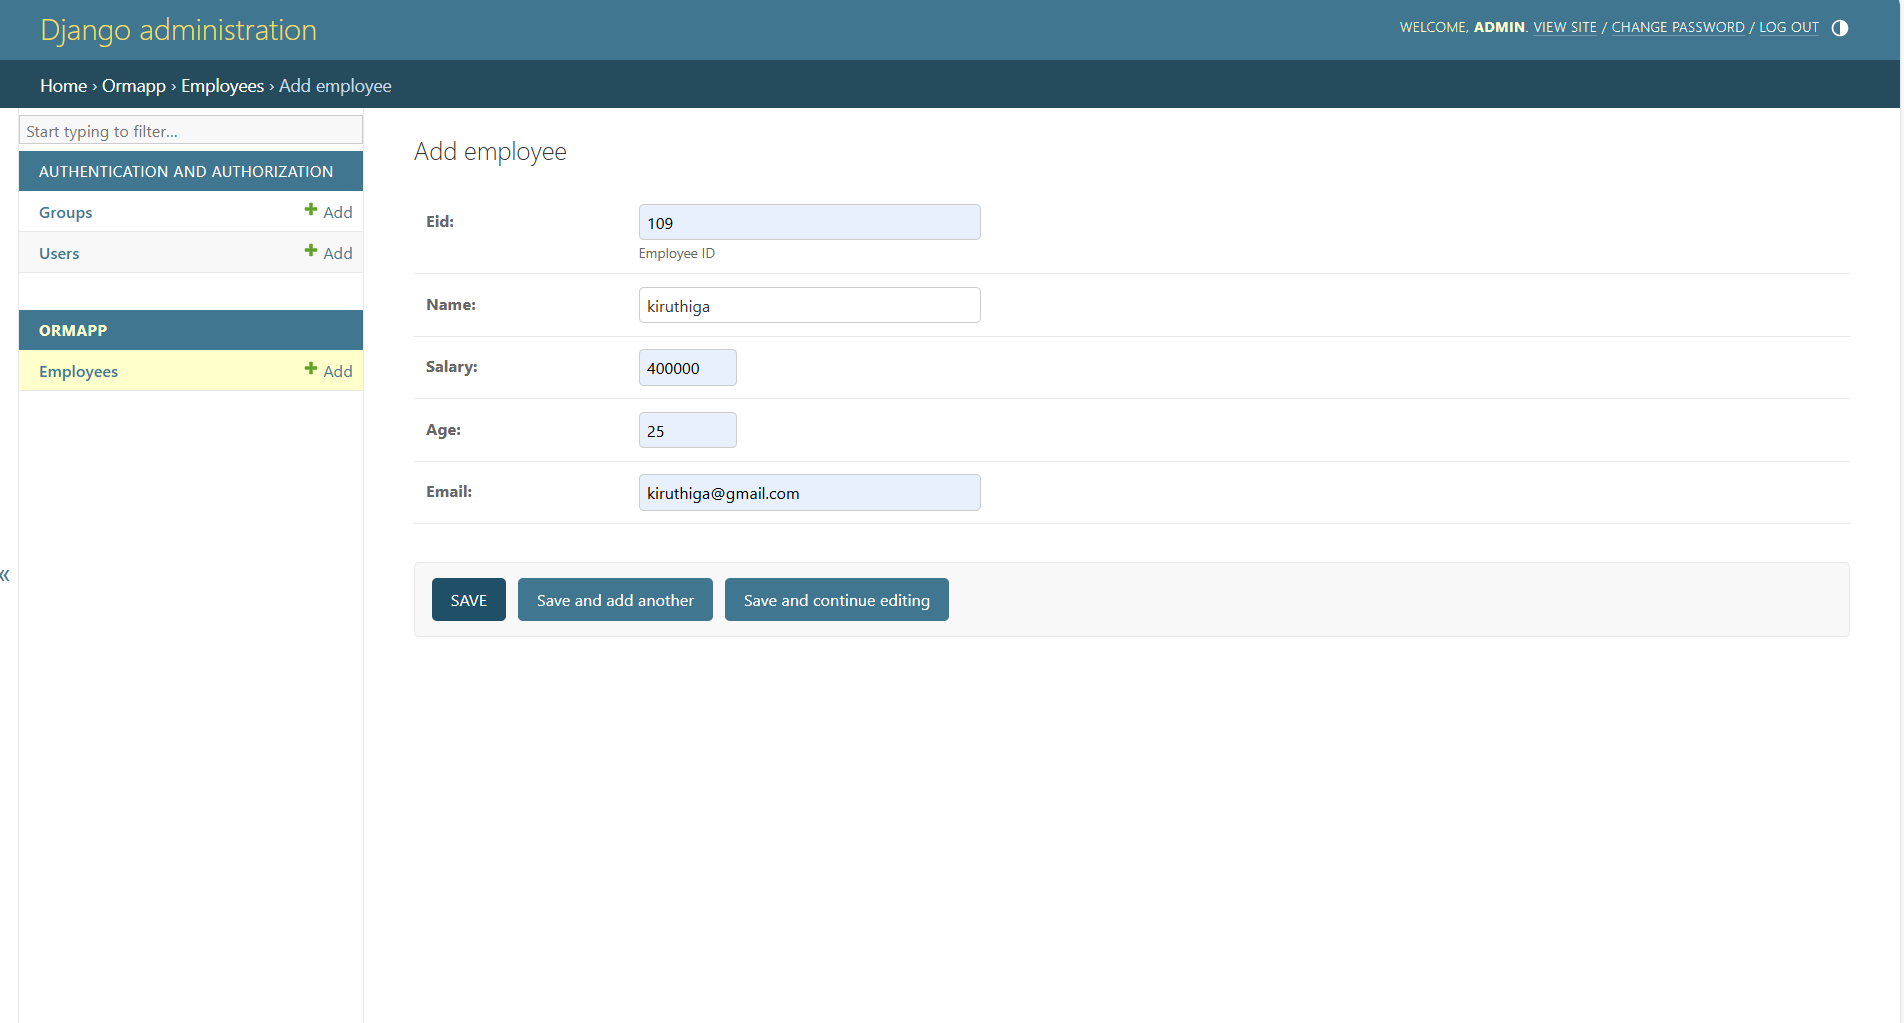 Django administration
WELCOME, ADMIN. VIEW SITE / CHANGE PASSWORD / LOG OUT
Home › Ormapp › Employees › Add employee
Start typing to filter...
AUTHENTICATION AND AUTHORIZATION
Groups Add
Users Add
ORMAPP
Employees Add
«
Add employee
Eid: 109
Employee ID
Name: kiruthiga
Salary: 400000
Age: 25
Email: kiruthiga@gmail.com
SAVE Save and add another Save and continue editing